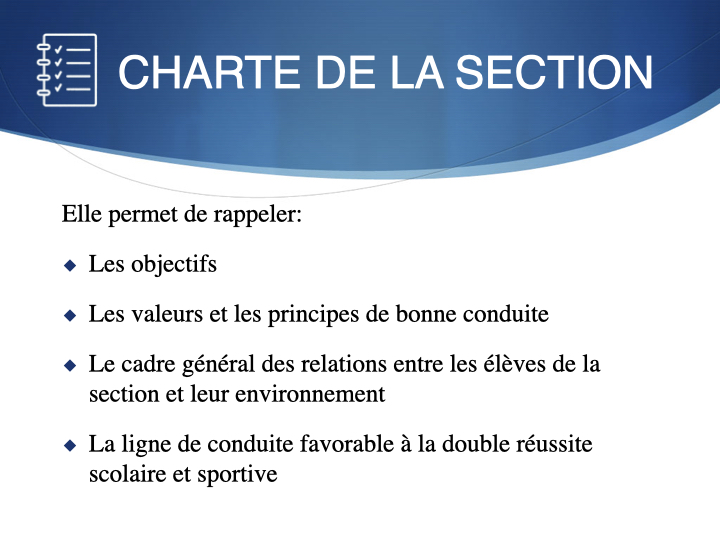 CHARTE DE LA SECTION
Elle permet de rappeler:
Les objectifs
Les valeurs et les principes de bonne conduite
Le cadre général des relations entre les élèves de la
section et leur environnement
La ligne de conduite favorable à la double réussite
scolaire et sportive